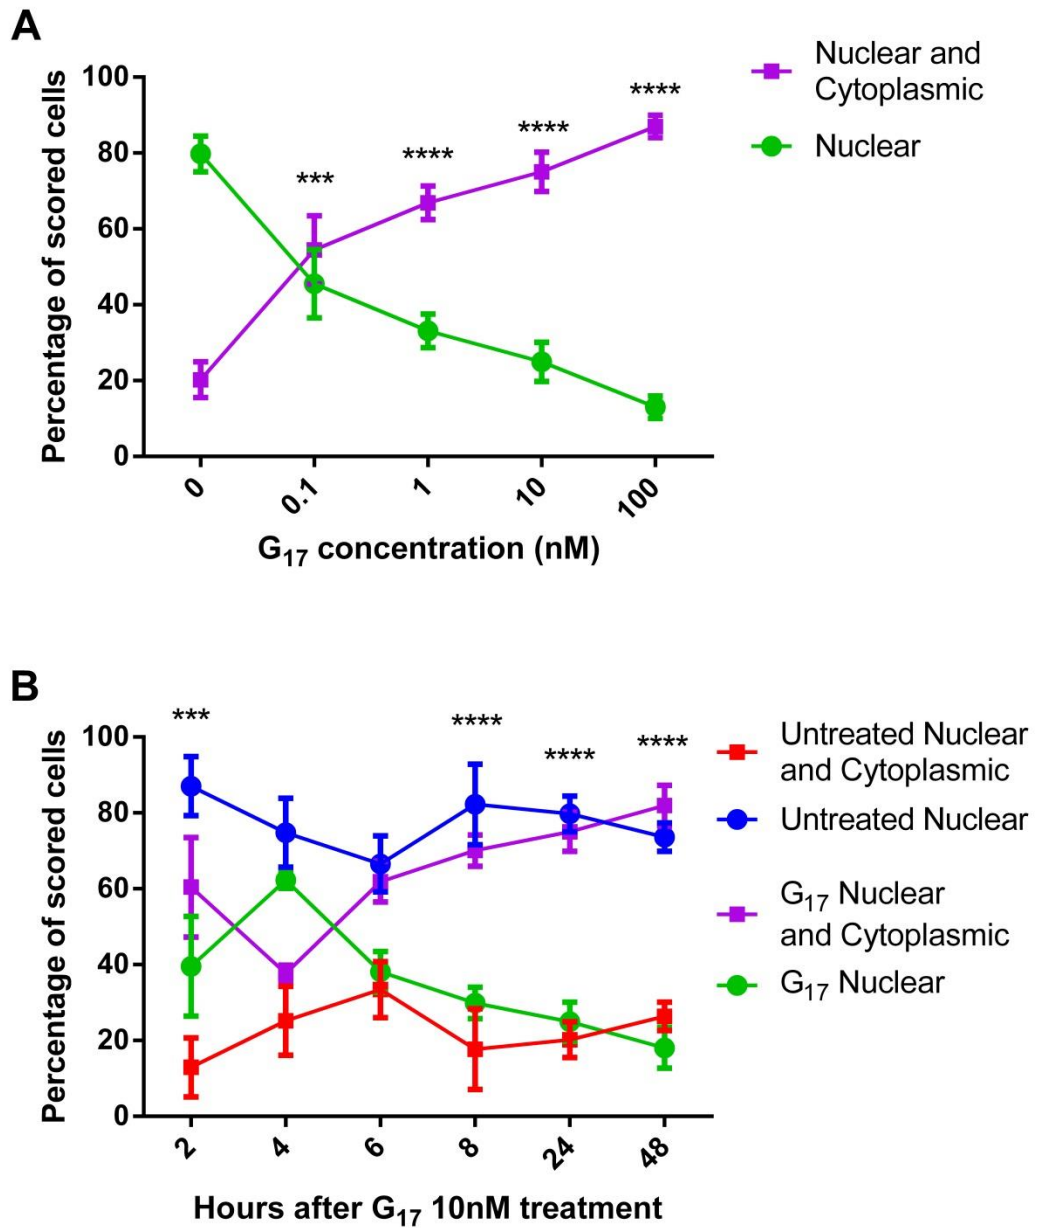 A
Percentage of scored cells
100
80
60
40
20
0
***
****
****
****
0
0.1
1
10
100
G17 concentration (nM)
Nuclear and
Cytoplasmic
Nuclear
B
Percentage of scored cells
100
80
60
40
20
0
***
****
****
****
2
4
6
8
24
48
Hours after G17 10nM treatment
Untreated Nuclear
and Cytoplasmic
Untreated Nuclear
G17 Nuclear
and Cytoplasmic
G17 Nuclear